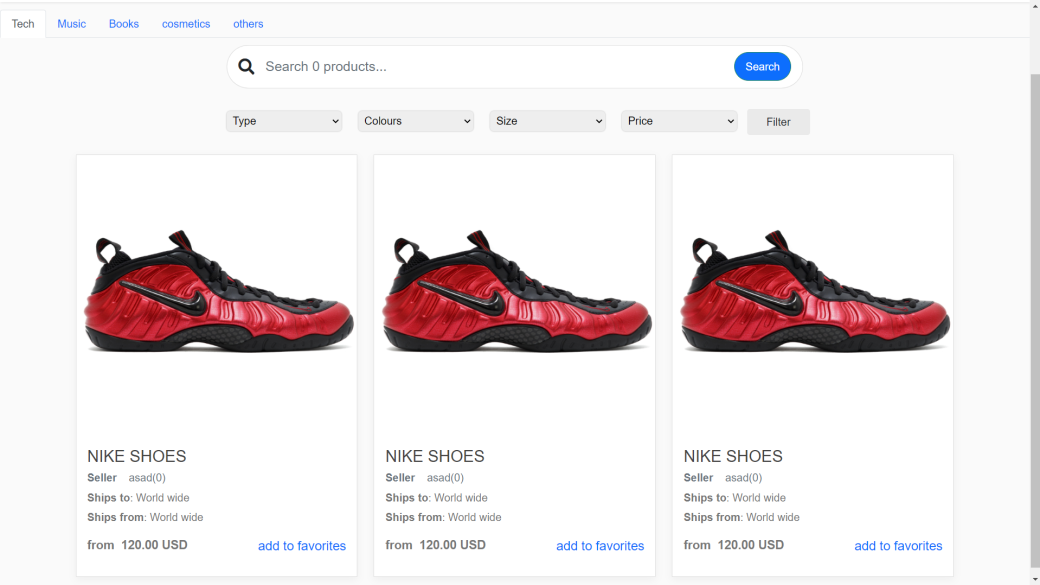 Tech Music Books cosmetics others
Search 0 products... Search
Type Colours Size Price Filter
NIKE SHOES NIKE SHOES NIKE SHOES
Seller asad(0) Seller asad(0) Seller asad(0)
Ships to: World wide Ships to: World wide Ships to: World wide
Ships from: World wide Ships from: World wide Ships from: World wide
from 120.00 USD add to favorites from 120.00 USD add to favorites from 120.00 USD add to favorites